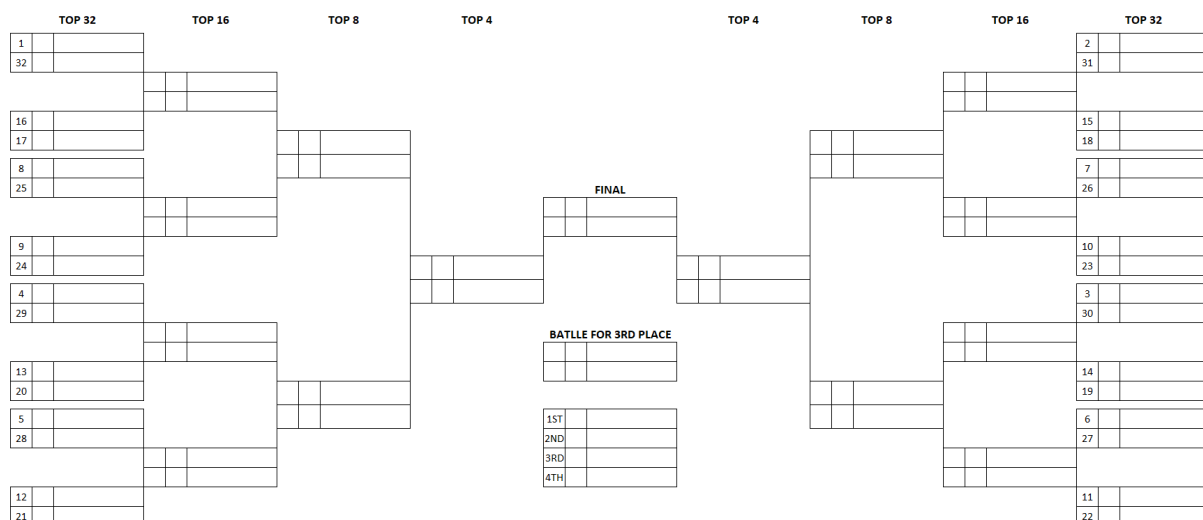 TOP 32 TOP 16 TOP 8 TOP 4 TOP 4 TOP 8 TOP 16 TOP 32
1 2
32 31
16 15
17 18
8 7
25 26
FINAL
9 10
24 23
4 3
29 30
BATLLE FOR 3RD PLACE
13 14
20 19
5 1ST 6
28 2ND 27
3RD
4TH
12 11
21 22